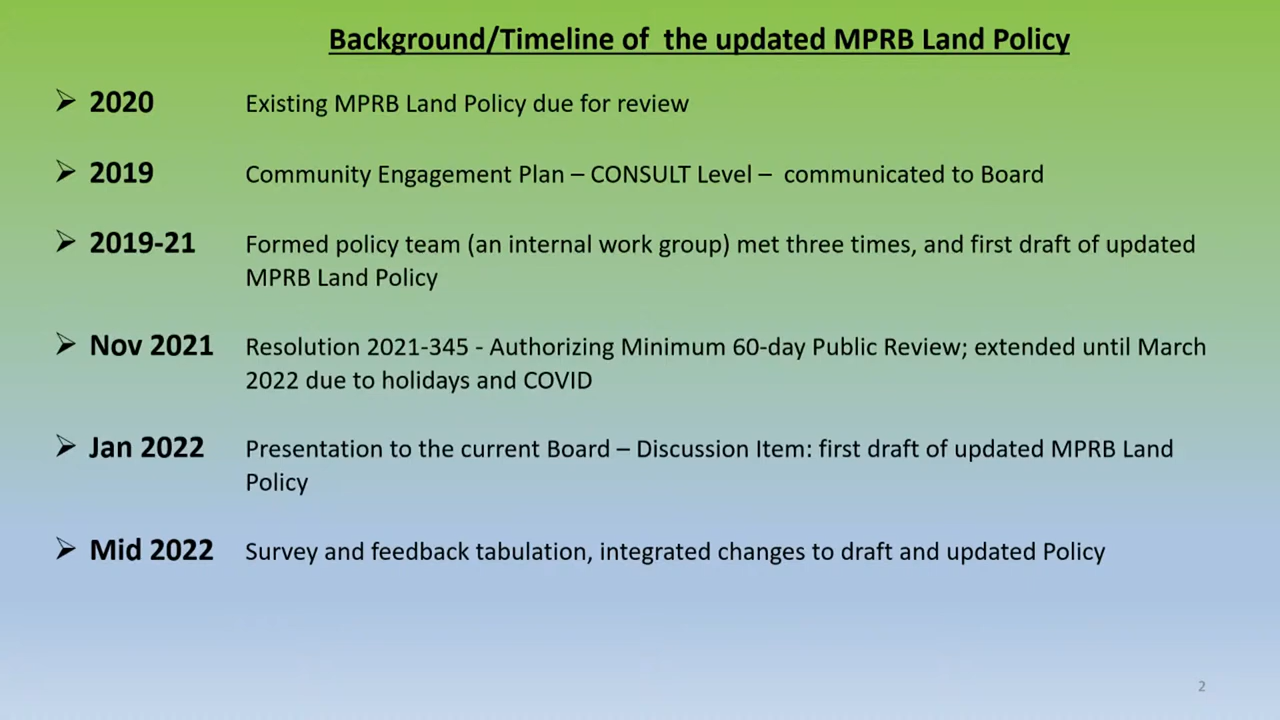 Background/Timeline of  the updated MPRB Land Policy
➢ 2020 Existing MPRB Land Policy due for review
➢ 2019 Community Engagement Plan – CONSULT Level –  communicated to Board
➢ 2019-21 Formed policy team (an internal work group) met three times, and first draft of updated
MPRB Land Policy
➢ Nov 2021 Resolution 2021-345 - Authorizing Minimum 60-day Public Review; extended until March
2022 due to holidays and COVID
➢ Jan 2022 Presentation to the current Board – Discussion Item: first draft of updated MPRB Land
Policy
➢ Mid 2022 Survey and feedback tabulation, integrated changes to draft and updated Policy
2